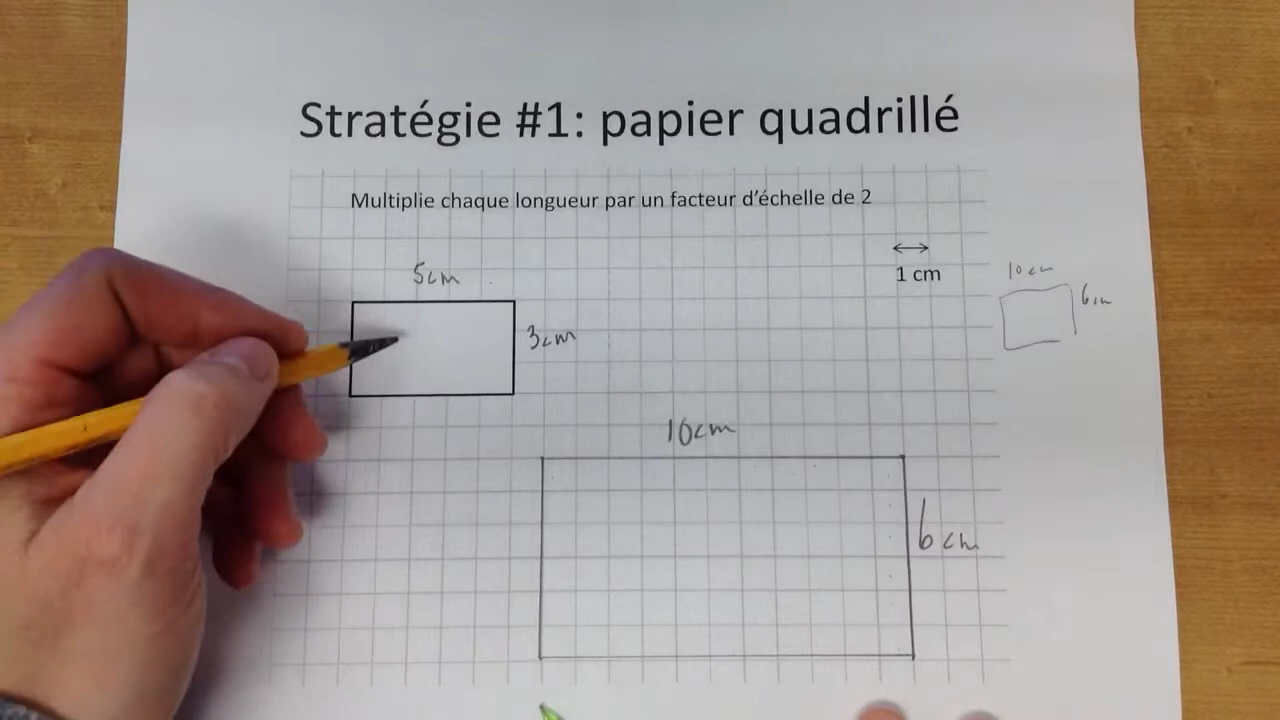 Stratégie #1: papier quadrillé
Multiplie chaque longueur par un facteur d'échelle de 2
1 cm
5cm
3cm
10cm
6cm
10cm
6cm